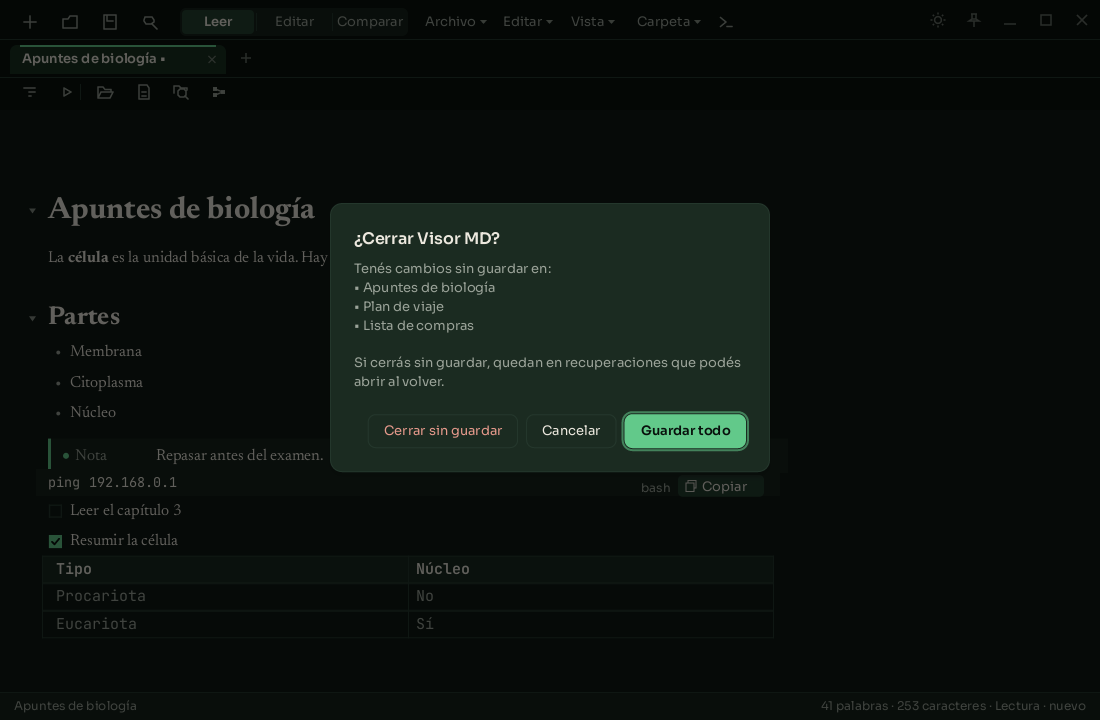 Leer Editar Comparar Archivo Editar Vista Carpeta
Apuntes de biología •
Apuntes de biología
La célula es la unidad básica de la vida. Hay
Partes
• Membrana
• Citoplasma
• Núcleo
Nota Repasar antes del examen.
ping 192.168.0.1
bash Copiar
Leer el capítulo 3
Resumir la célula
Tipo Núcleo
Procariota No
Eucariota Sí
¿Cerrar Visor MD?
Tenés cambios sin guardar en:
• Apuntes de biología
• Plan de viaje
• Lista de compras
Si cerrás sin guardar, quedan en recuperaciones que podés
abrir al volver.
Cerrar sin guardar Cancelar Guardar todo
Apuntes de biología 41 palabras · 253 caracteres · Lectura · nuevo